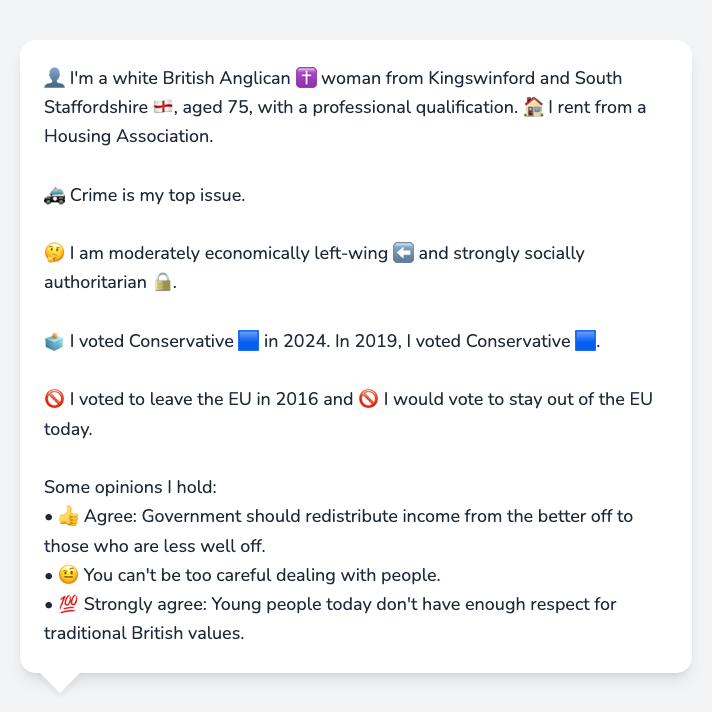 👤 I'm a white British Anglican ✝️ woman from Kingswinford and South
Staffordshire 🏴󠁧󠁢󠁥󠁮󠁧󠁿, aged 75, with a professional qualification. 🏠 I rent from a
Housing Association.
🚓 Crime is my top issue.
🤔 I am moderately economically left-wing ⬅️ and strongly socially
authoritarian 🔒.
🗳️ I voted Conservative 🟦 in 2024. In 2019, I voted Conservative 🟦.
🚫 I voted to leave the EU in 2016 and 🚫 I would vote to stay out of the EU
today.
Some opinions I hold:
• 👍 Agree: Government should redistribute income from the better off to
those who are less well off.
• 🤨 You can't be too careful dealing with people.
• 💯 Strongly agree: Young people today don't have enough respect for
traditional British values.